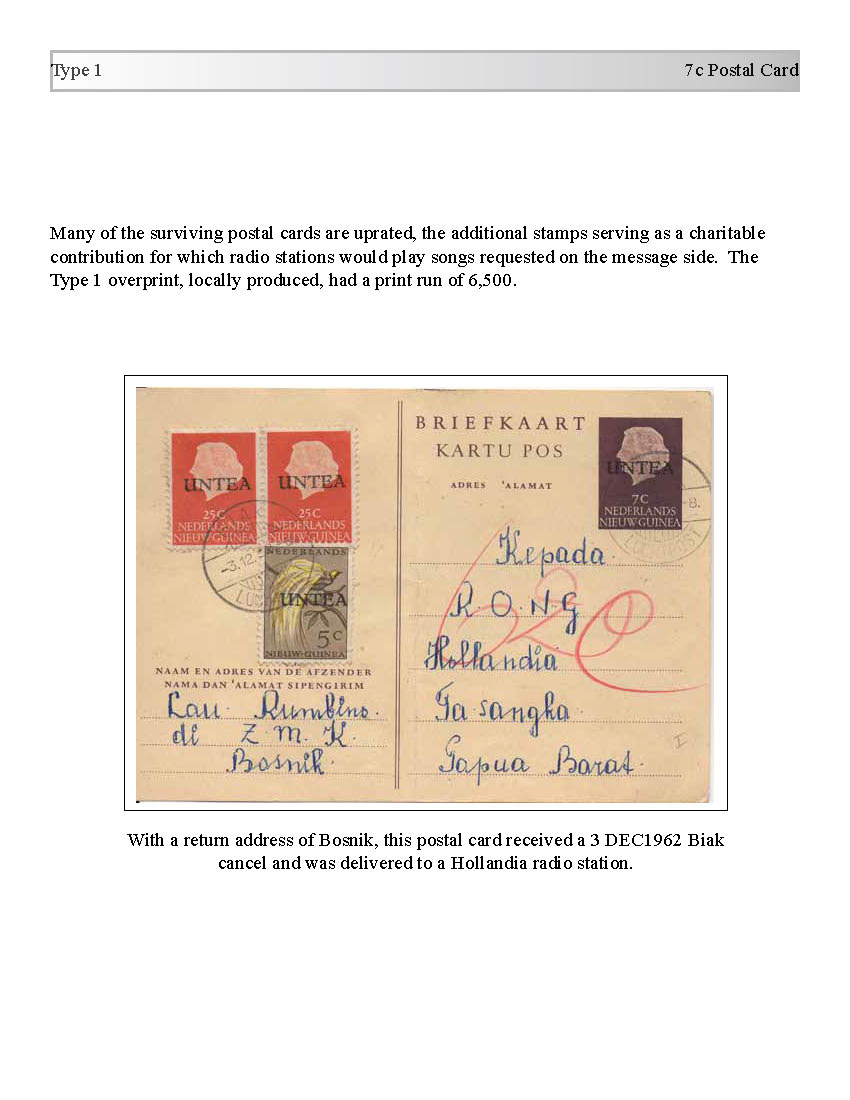 Type 1
7c Postal Card
Many of the surviving postal cards are uprated, the additional stamps serving as a charitable
contribution for which radio stations would play songs requested on the message side. The
Type 1 overprint, locally produced, had a print run of 6,500.
BRIEFKAART
KARTU POS
ADRES 'ALAMAT
UNTEA
7C
NEDERLANDS
NIEUW-GUINEA
UNTEA
25C
NEDERLANDS
NIEUW-GUINEA
UNTEA
25C
NEDERLANDS
NIEUW-GUINEA
NEDERLANDS
UNTEA
5c
NIEUW-GUINEA
-3.12.
NAAM EN ADRES VAN DE AFZENDER
NAMA DAN 'ALAMAT SIPENGIRIM
Lau. Rumbino.
di Z. M. K.
Bosnik.
Kepada
R.O.N.G
Hollandia
Papua Barat.
620
I
With a return address of Bosnik, this postal card received a 3 DEC1962 Biak
cancel and was delivered to a Hollandia radio station.